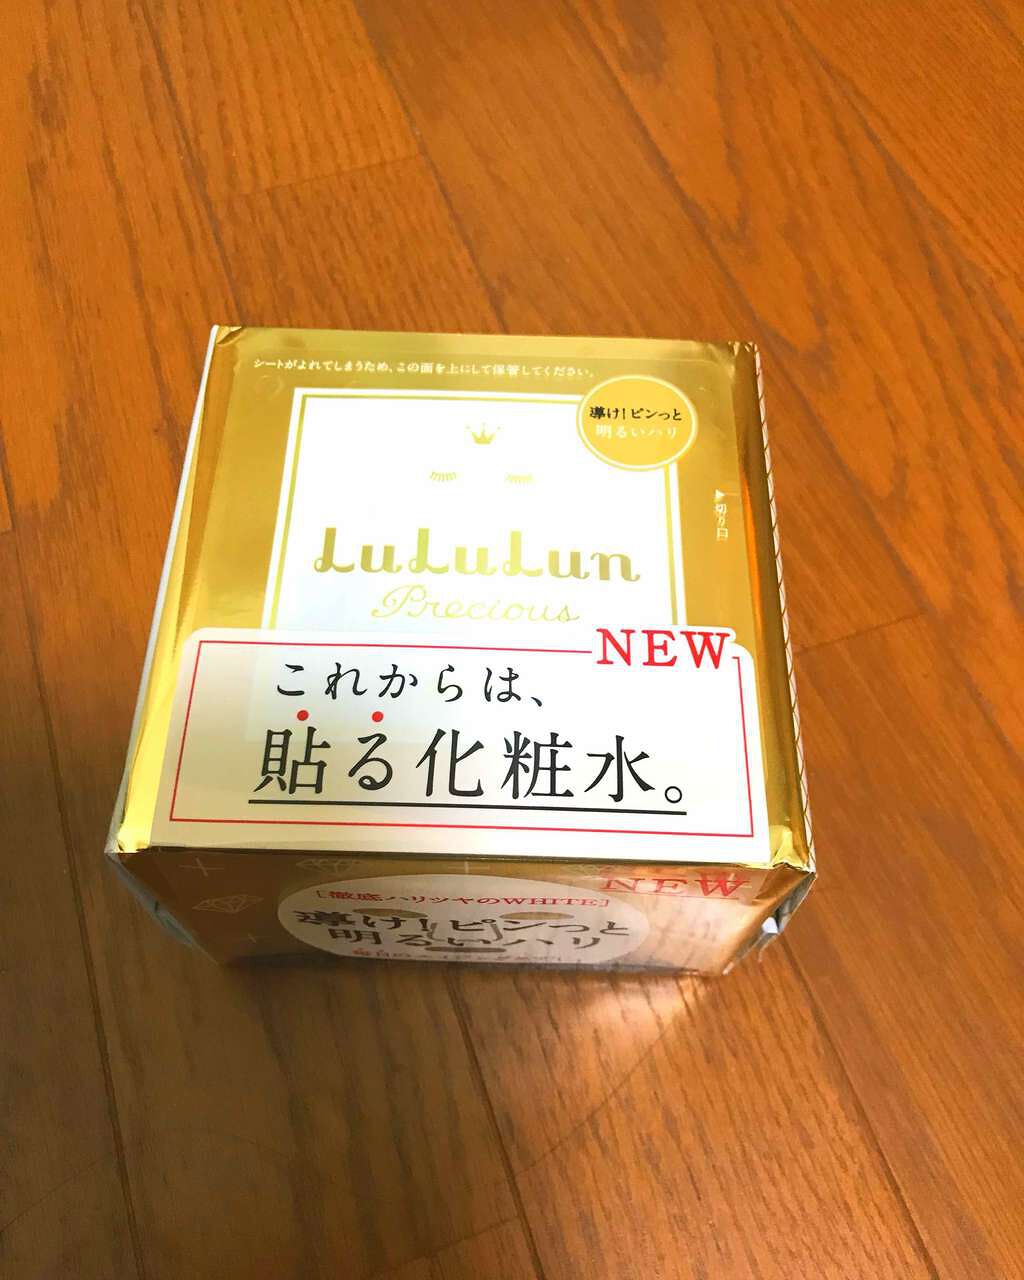 シートがよれてしまうため、この面を上にして保管してください。
導け!ピンっと
明るいハリ
▶切り口
LuLuLun
Precious
NEW
これからは、
貼る化粧水。
NEW
[徹底ハリツヤのWHITE]
導け!ピンっと
明るいハリ